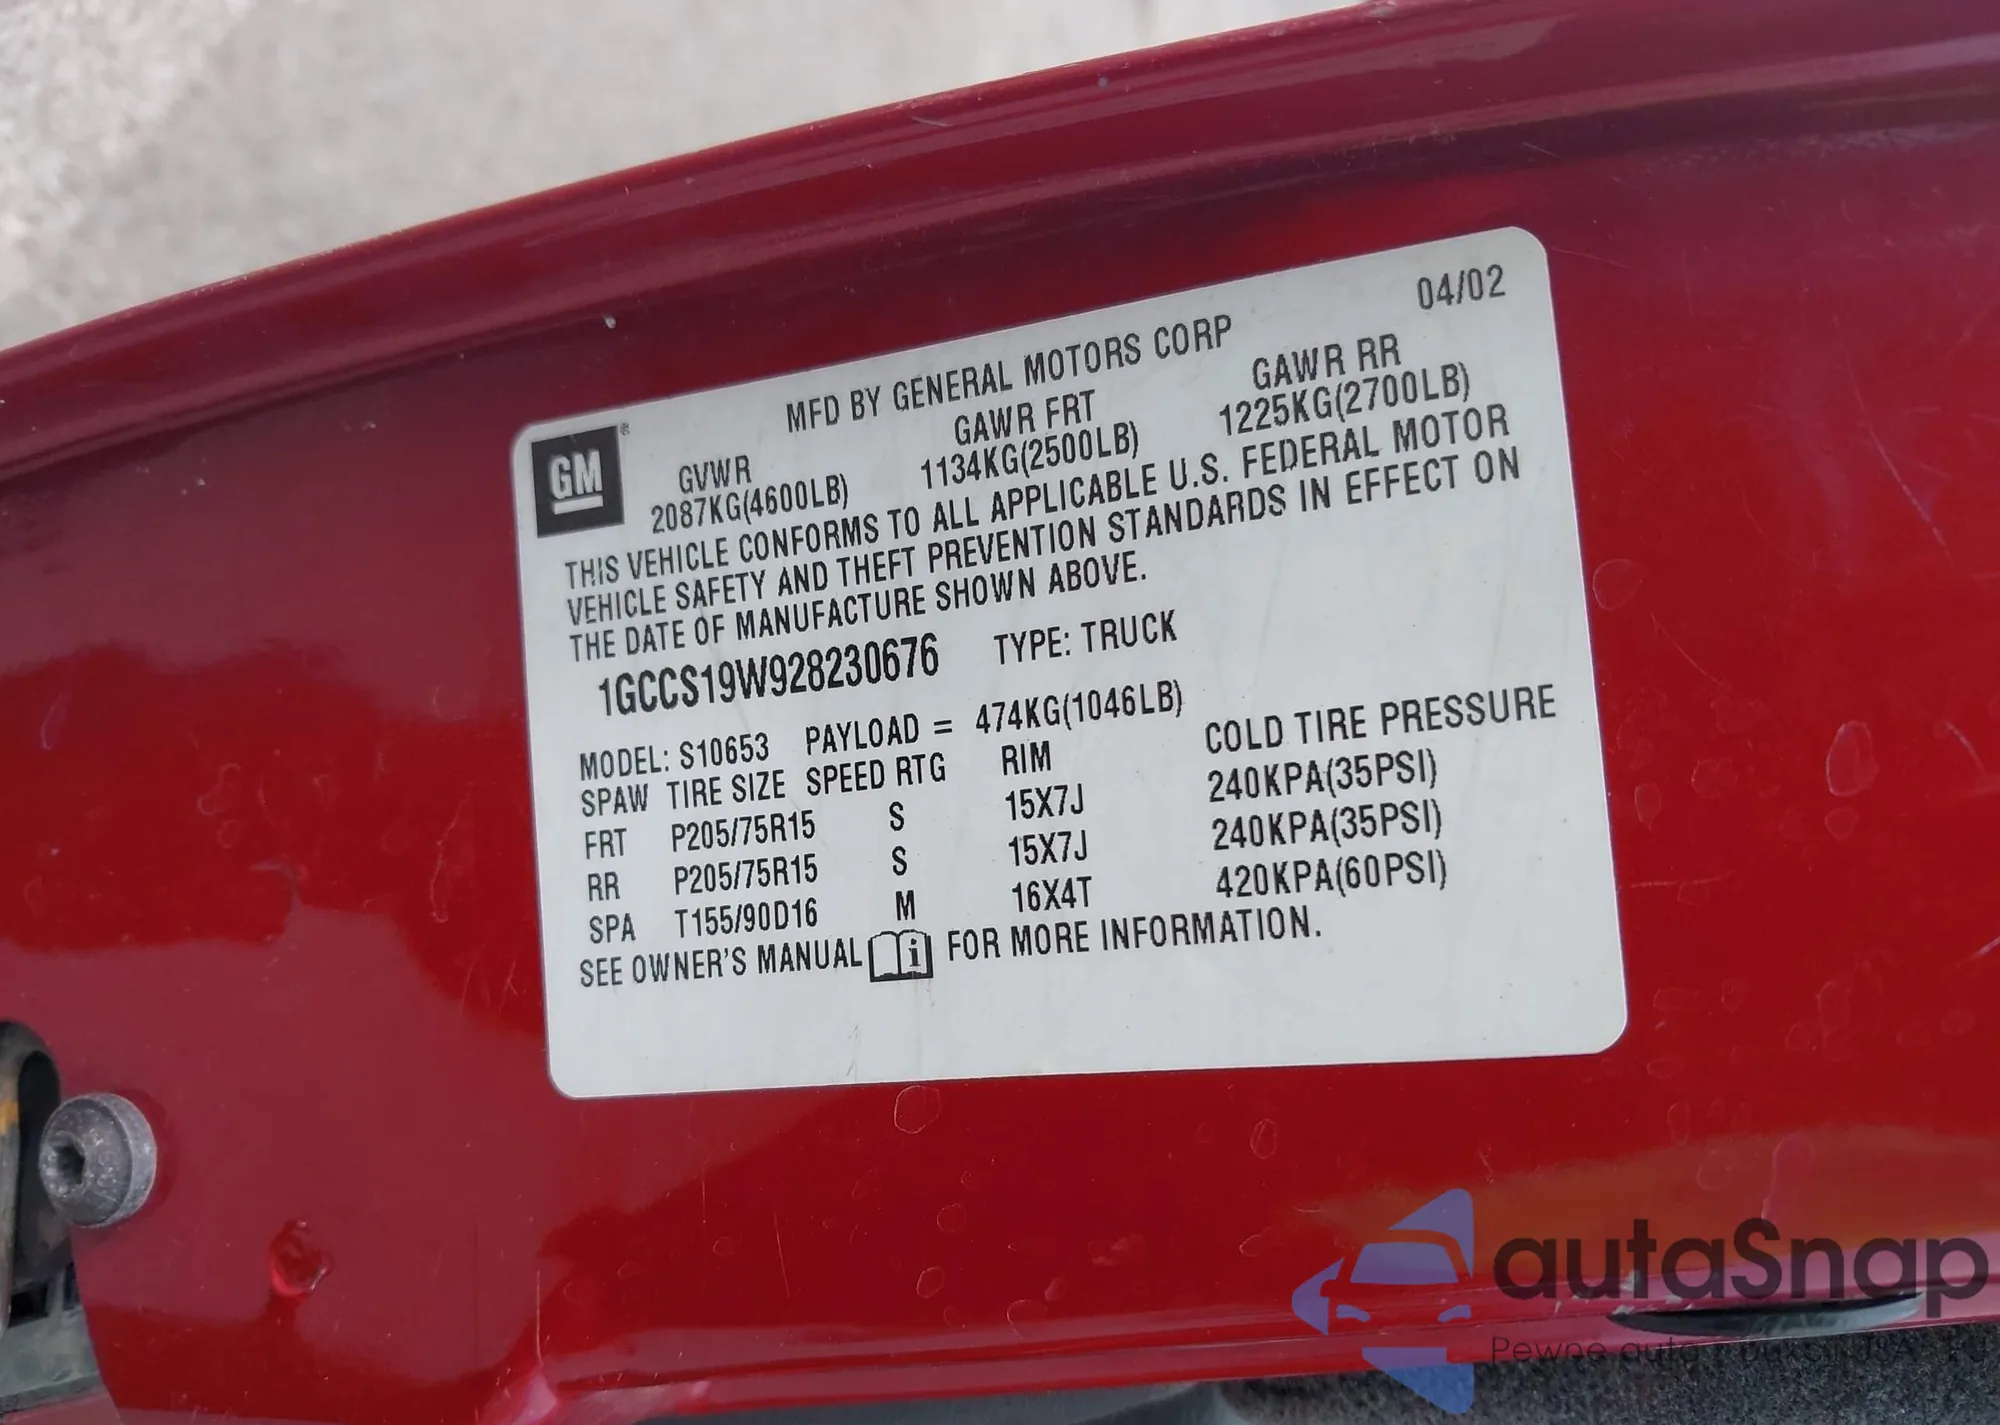 04/02
MFD BY GENERAL MOTORS CORP
GM®
GVWR GAWR FRT GAWR RR
2087KG(4600LB) 1134KG(2500LB) 1225KG(2700LB)
THIS VEHICLE CONFORMS TO ALL APPLICABLE U.S. FEDERAL MOTOR
VEHICLE SAFETY AND THEFT PREVENTION STANDARDS IN EFFECT ON
THE DATE OF MANUFACTURE SHOWN ABOVE.
1GCCS19W928230676 TYPE: TRUCK
MODEL: S10653 PAYLOAD = 474KG(1046LB)
SPAW TIRE SIZE SPEED RTG RIM COLD TIRE PRESSURE
FRT P205/75R15 S 15X7J 240KPA(35PSI)
RR P205/75R15 S 15X7J 240KPA(35PSI)
SPA T155/90D16 M 16X4T 420KPA(60PSI)
SEE OWNER'S MANUAL i FOR MORE INFORMATION.
autaSnap
Pewne auta USA